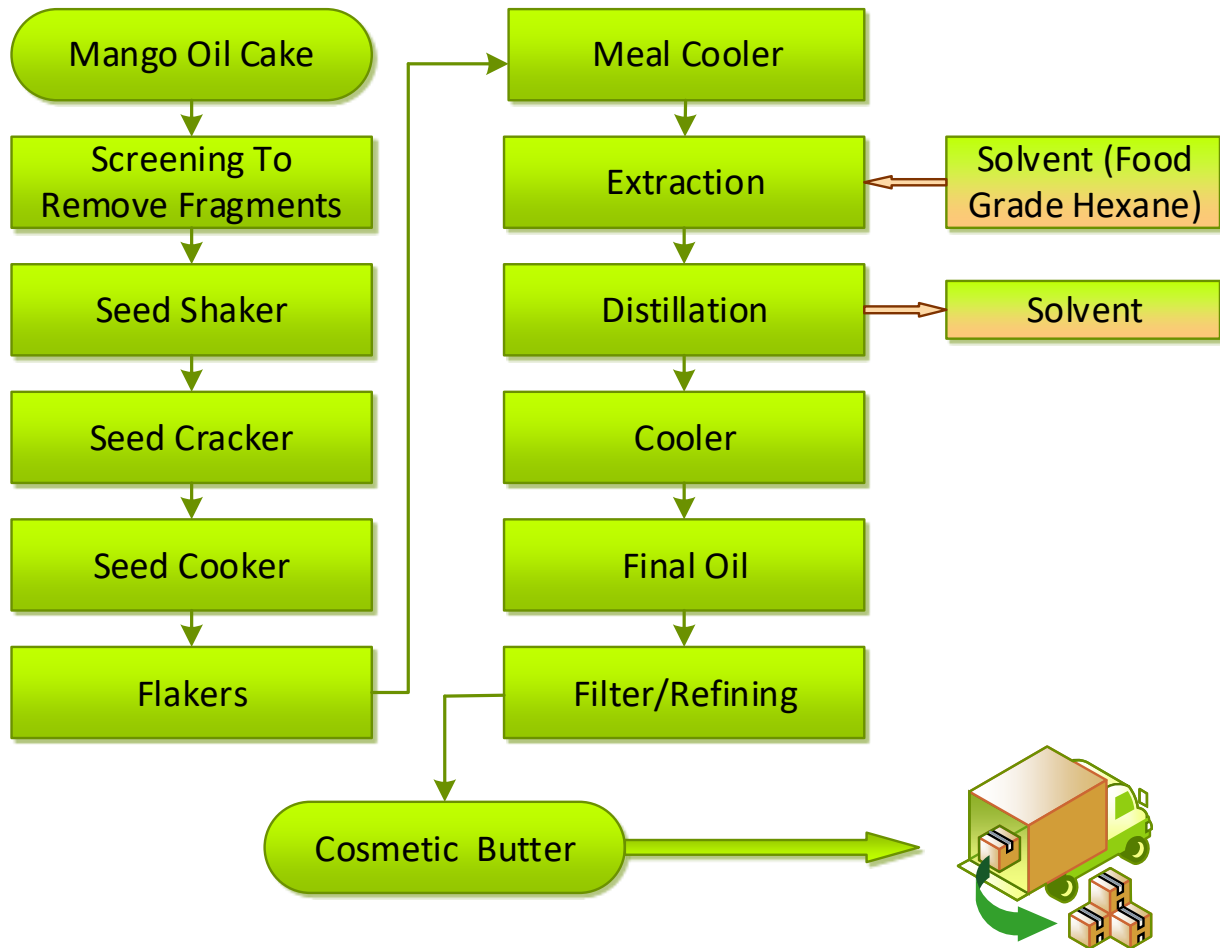 Mango Oil Cake
Screening To
Remove Fragments
Seed Shaker
Seed Cracker
Seed Cooker
Flakers
Meal Cooler
Extraction
Solvent (Food
Grade Hexane)
Distillation
Solvent
Cooler
Final Oil
Filter/Refining
Cosmetic  Butter